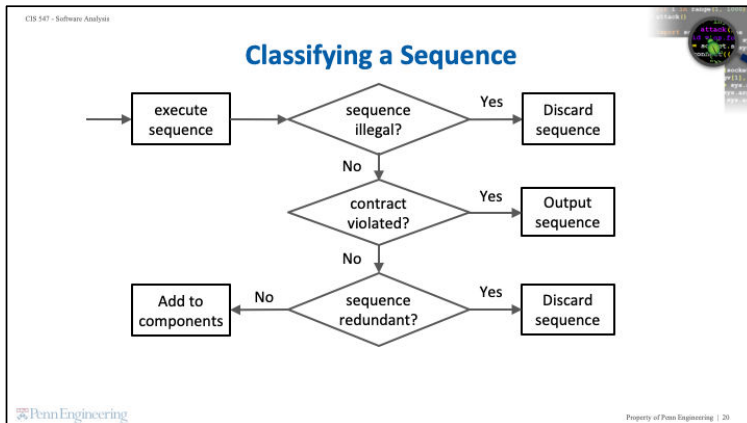 CIS 547 - Software Analysis
Classifying a Sequence
execute
sequence
sequence
illegal?
Yes
Discard
sequence
No
contract
violated?
Yes
Output
sequence
No
Add to
components
No
sequence
redundant?
Yes
Discard
sequence
Penn Engineering
Property of Penn Engineering | 20